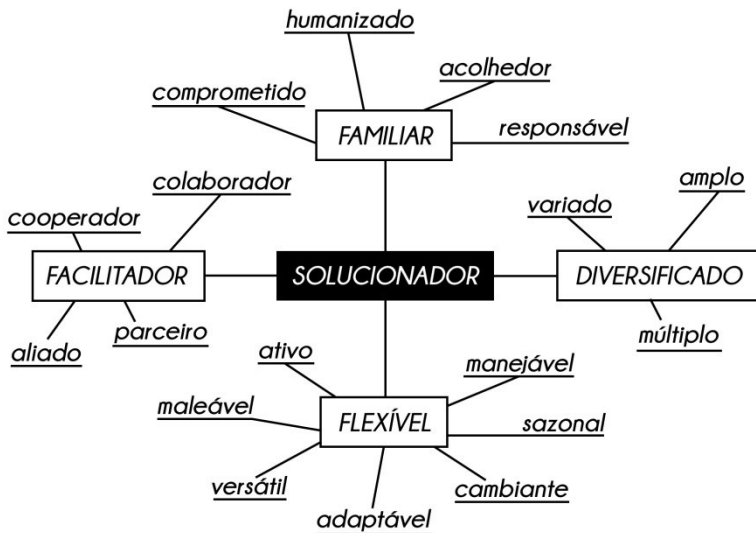 humanizado
acolhedor
comprometido
FAMILIAR
responsável
colaborador
amplo
cooperador
variado
FACILITADOR
SOLUCIONADOR
DIVERSIFICADO
parceiro
múltiplo
aliado
ativo
manejável
maleável
FLEXÍVEL
sazonal
versátil
cambiante
adaptável